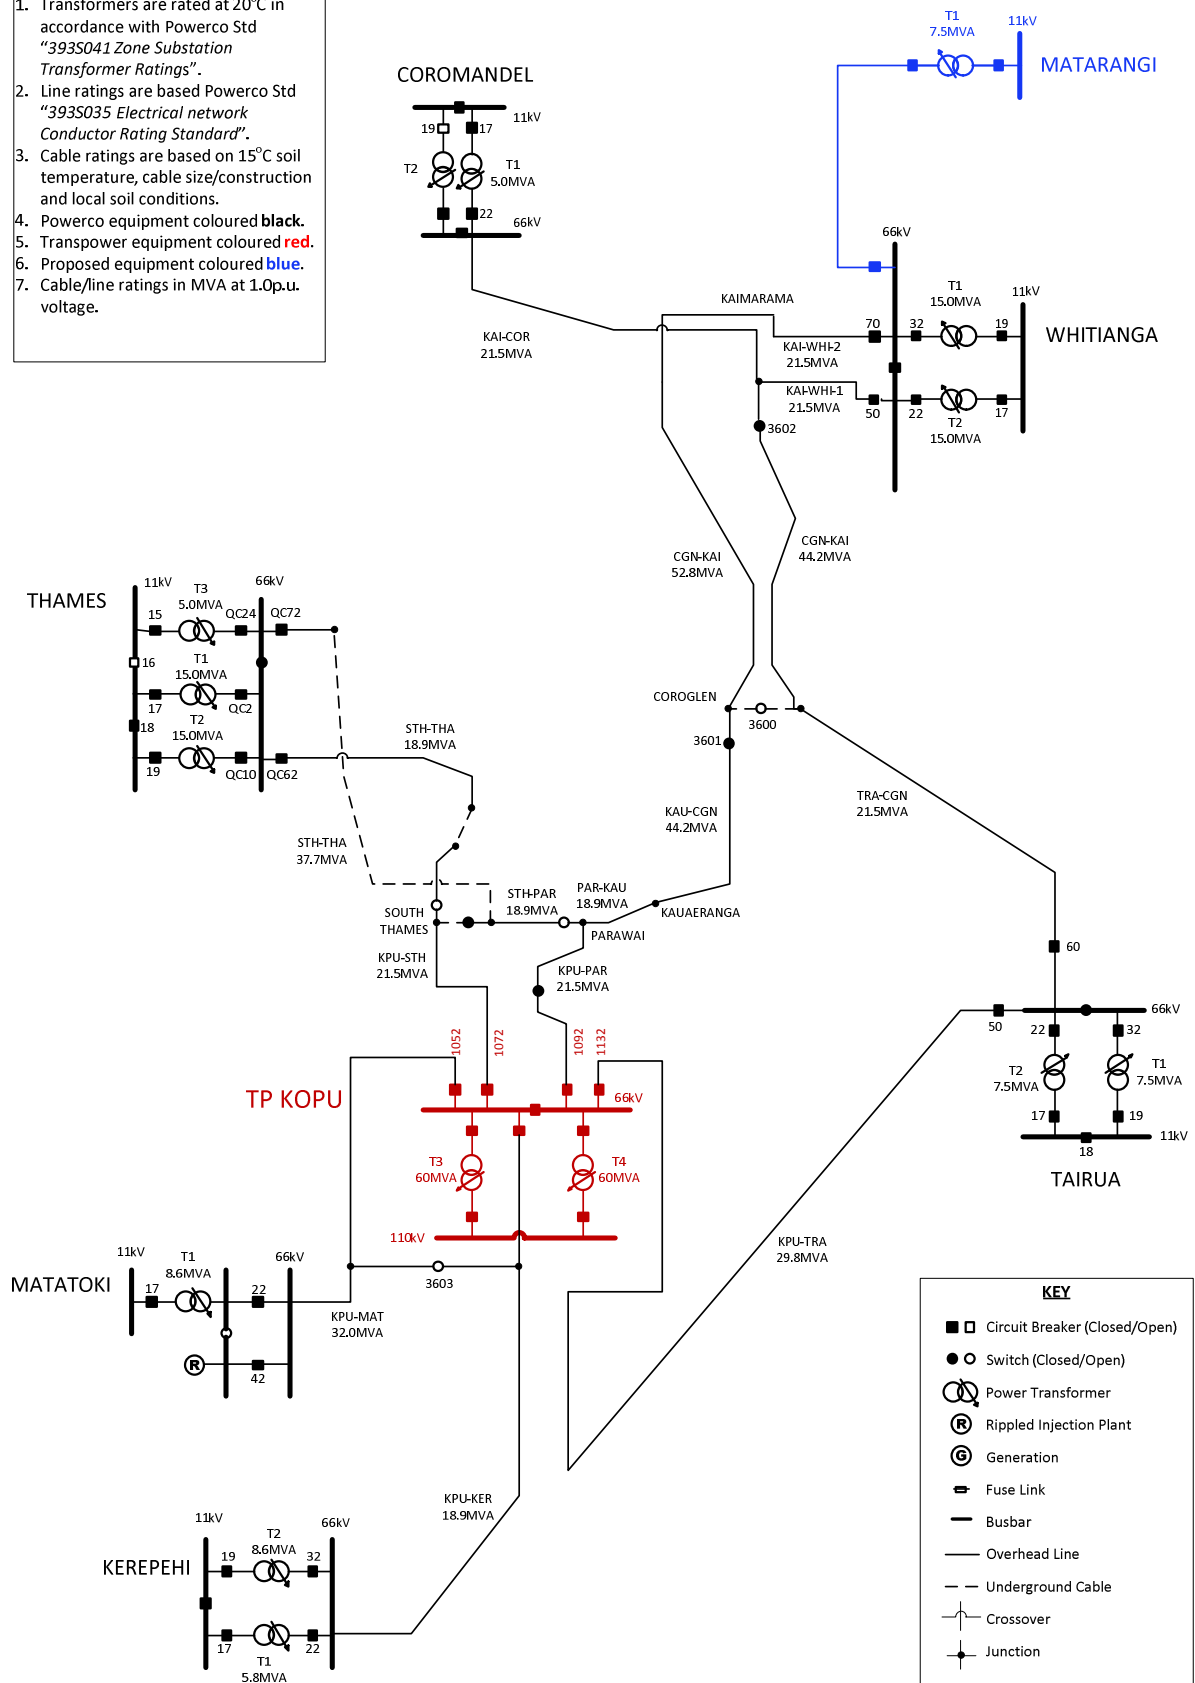 1. Transformers are rated at 20°C in
accordance with Powerco Std
“393S041 Zone Substation
Transformer Ratings”.
2. Line ratings are based Powerco Std
“393S035 Electrical network
Conductor Rating Standard”.
3. Cable ratings are based on 15°C soil
temperature, cable size/construction
and local soil conditions.
4. Powerco equipment coloured black.
5. Transpower equipment coloured red.
6. Proposed equipment coloured blue.
7. Cable/line ratings in MVA at 1.0p.u.
voltage.
COROMANDEL
11kV
19
17
T2
T1
5.0MVA
22
66kV
KAI-COR
21.5MVA
T1
7.5MVA
11kV
MATARANGI
66kV
KAIMARAMA
T1
15.0MVA
11kV
70
32
19
WHITIANGA
KAI-WHI-2
21.5MVA
KAI-WHI-1
21.5MVA
50
22
17
T2
15.0MVA
3602
CGN-KAI
44.2MVA
CGN-KAI
52.8MVA
THAMES
11kV
T3
5.0MVA
66kV
15
QC24
QC72
16
T1
15.0MVA
17
QC2
18
T2
15.0MVA
19
QC10
QC62
STH-THA
18.9MVA
STH-THA
37.7MVA
COROGLEN
3600
3601
KAU-CGN
44.2MVA
TRA-CGN
21.5MVA
STH-PAR
18.9MVA
PAR-KAU
18.9MVA
KAUAERANGA
SOUTH
THAMES
PARAWAI
KPU-STH
21.5MVA
KPU-PAR
21.5MVA
60
50
66kV
22
32
T2
7.5MVA
T1
7.5MVA
17
19
11kV
18
TAIRUA
1052
1072
1092
1132
TP KOPU
66kV
T3
60MVA
T4
60MVA
110kV
3603
KPU-TRA
29.8MVA
MATATOKI
11kV
T1
8.6MVA
66kV
17
22
R
42
KPU-MAT
32.0MVA
KPU-KER
18.9MVA
KEREPEHI
11kV
T2
8.6MVA
66kV
19
32
17
22
T1
5.8MVA
KEY
Circuit Breaker (Closed/Open)
Switch (Closed/Open)
Power Transformer
R Rippled Injection Plant
G Generation
Fuse Link
Busbar
Overhead Line
Underground Cable
Crossover
Junction